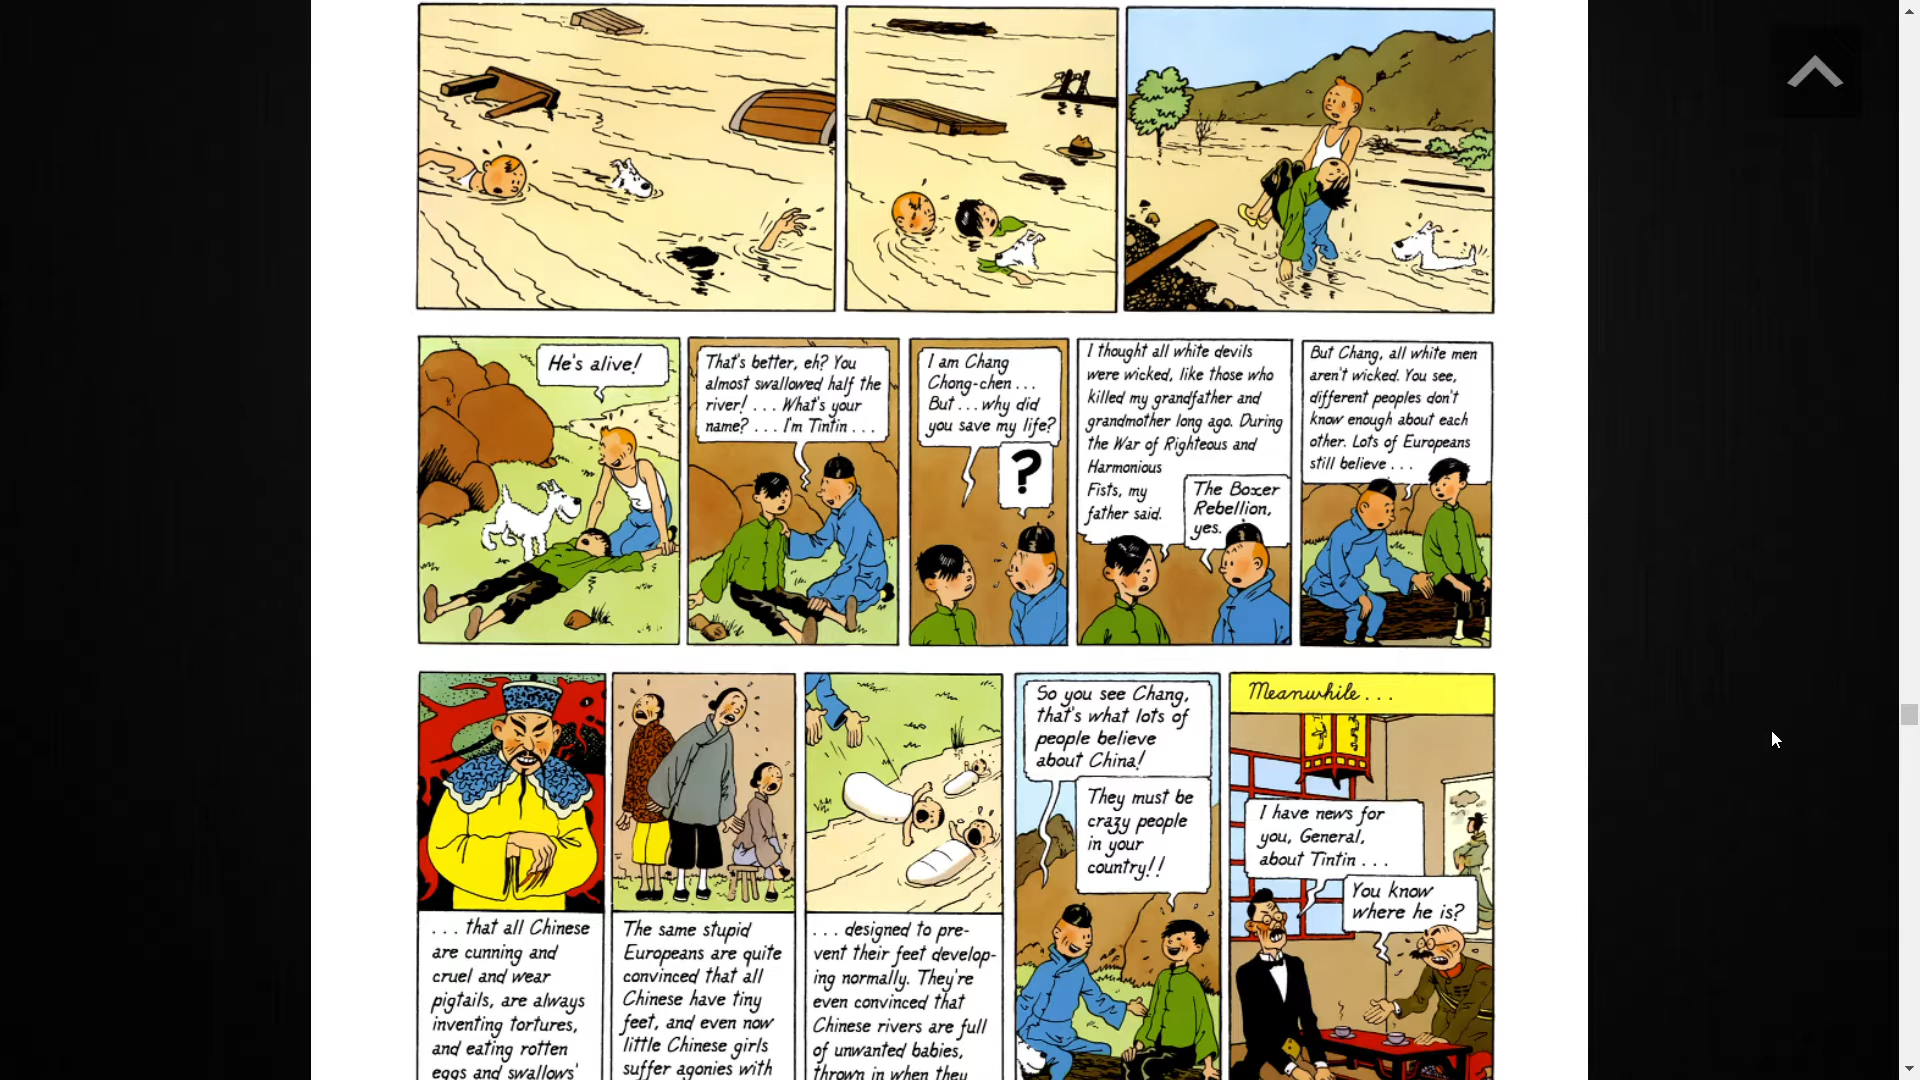 He's alive!
That's better, eh? You
almost swallowed half the
river! . . . What's your
name? . . . I'm Tintin . . .
I am Chang
Chong-chen . . .
But . . . why did
you save my life?
?
I thought all white devils
were wicked, like those who
killed my grandfather and
grandmother long ago. During
the War of Righteous and
Harmonious
Fists, my
father said.
The Boxer
Rebellion,
yes.
But Chang, all white men
aren't wicked. You see,
different peoples don't
know enough about each
other. Lots of Europeans
still believe . . .
. . . that all Chinese
are cunning and
cruel and wear
pigtails, are always
inventing tortures,
and eating rotten
eggs and swallows'
The same stupid
Europeans are quite
convinced that all
Chinese have tiny
feet, and even now
little Chinese girls
suffer agonies with
. . . designed to pre-
vent their feet develop-
ing normally. They're
even convinced that
Chinese rivers are full
of unwanted babies,
thrown in when they
So you see Chang,
that's what lots of
people believe
about China!
They must be
crazy people
in your
country!!
Meanwhile . . .
I have news for
you, General,
about Tintin . . .
You know
where he is?